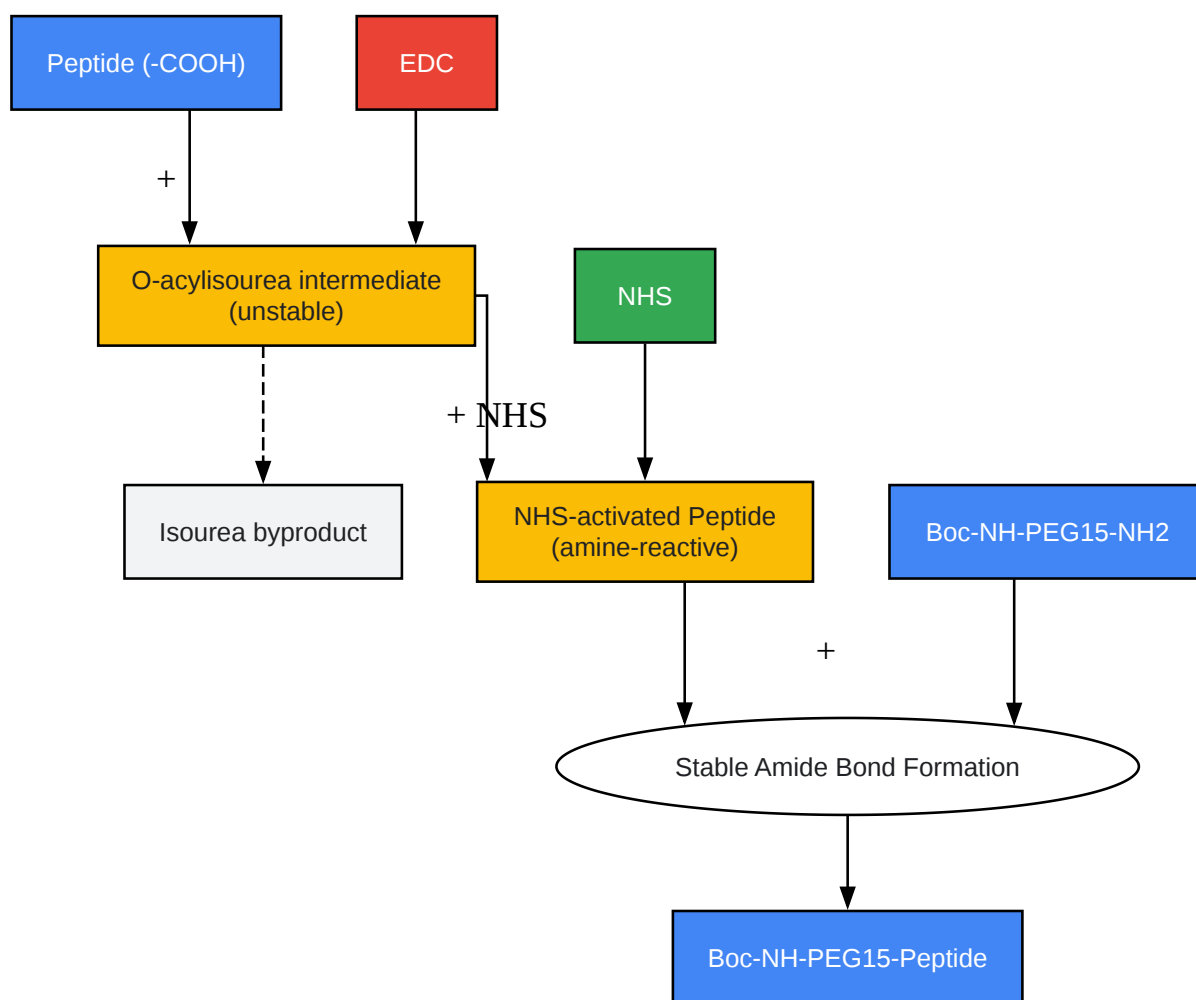 Peptide (-COOH)
EDC
+
O-acylisourea intermediate
(unstable)
NHS
+ NHS
Isourea byproduct
NHS-activated Peptide
(amine-reactive)
Boc-NH-PEG15-NH2
+
Stable Amide Bond Formation
Boc-NH-PEG15-Peptide